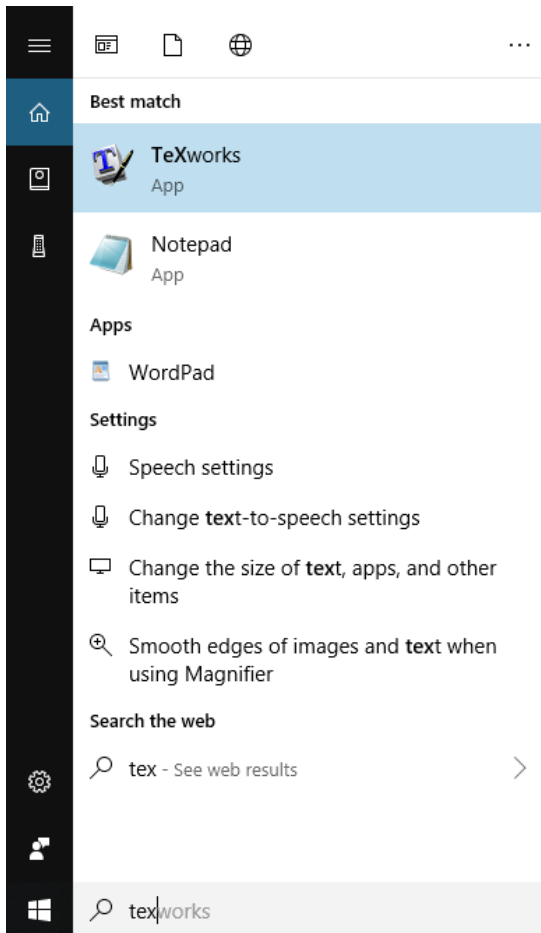 Best match
TeXworks
App
Notepad
App
Apps
WordPad
Settings
Speech settings
Change text-to-speech settings
Change the size of text, apps, and other
items
Smooth edges of images and text when
using Magnifier
Search the web
tex - See web results
texworks